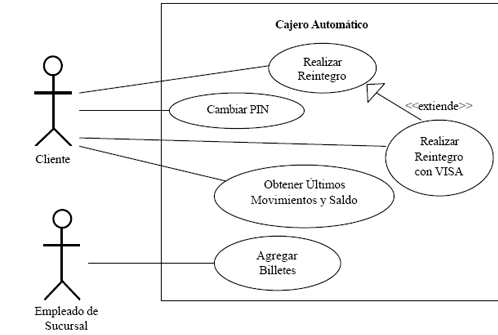 Cajero Automático
Realizar
Reintegro
<<extiende>>
Cambiar PIN
Realizar
Reintegro
con VISA
Cliente
Obtener Últimos
Movimientos y Saldo
Agregar
Billetes
Empleado de
Sucursal